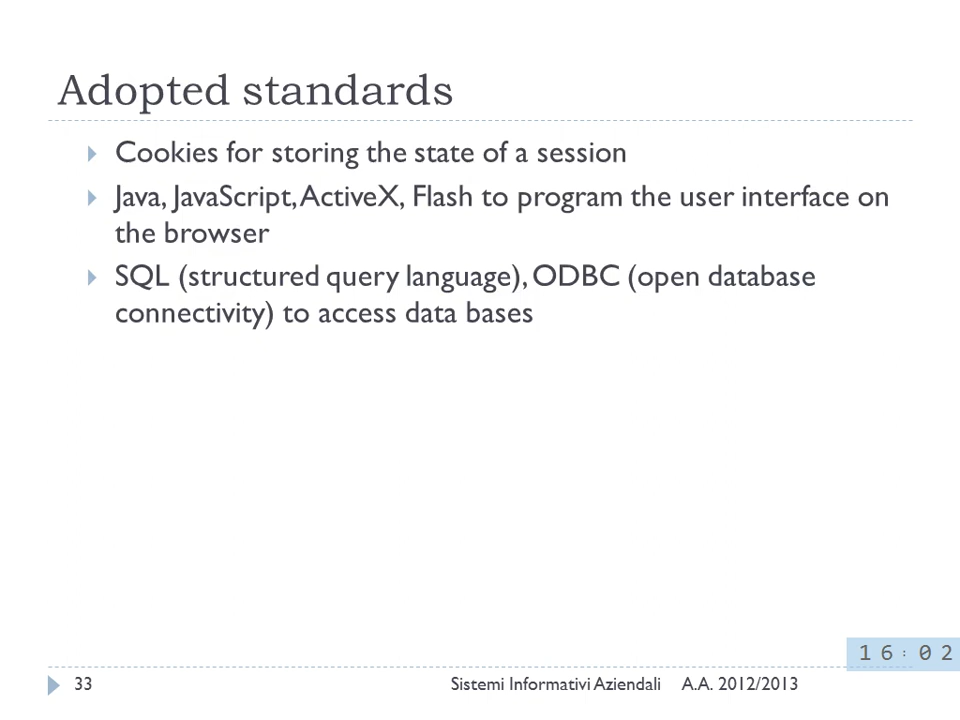 Adopted standards
Cookies for storing the state of a session
Java, JavaScript, ActiveX, Flash to program the user interface on
the browser
SQL (structured query language), ODBC (open database
connectivity) to access data bases
16:02
33 Sistemi Informativi Aziendali A.A. 2012/2013